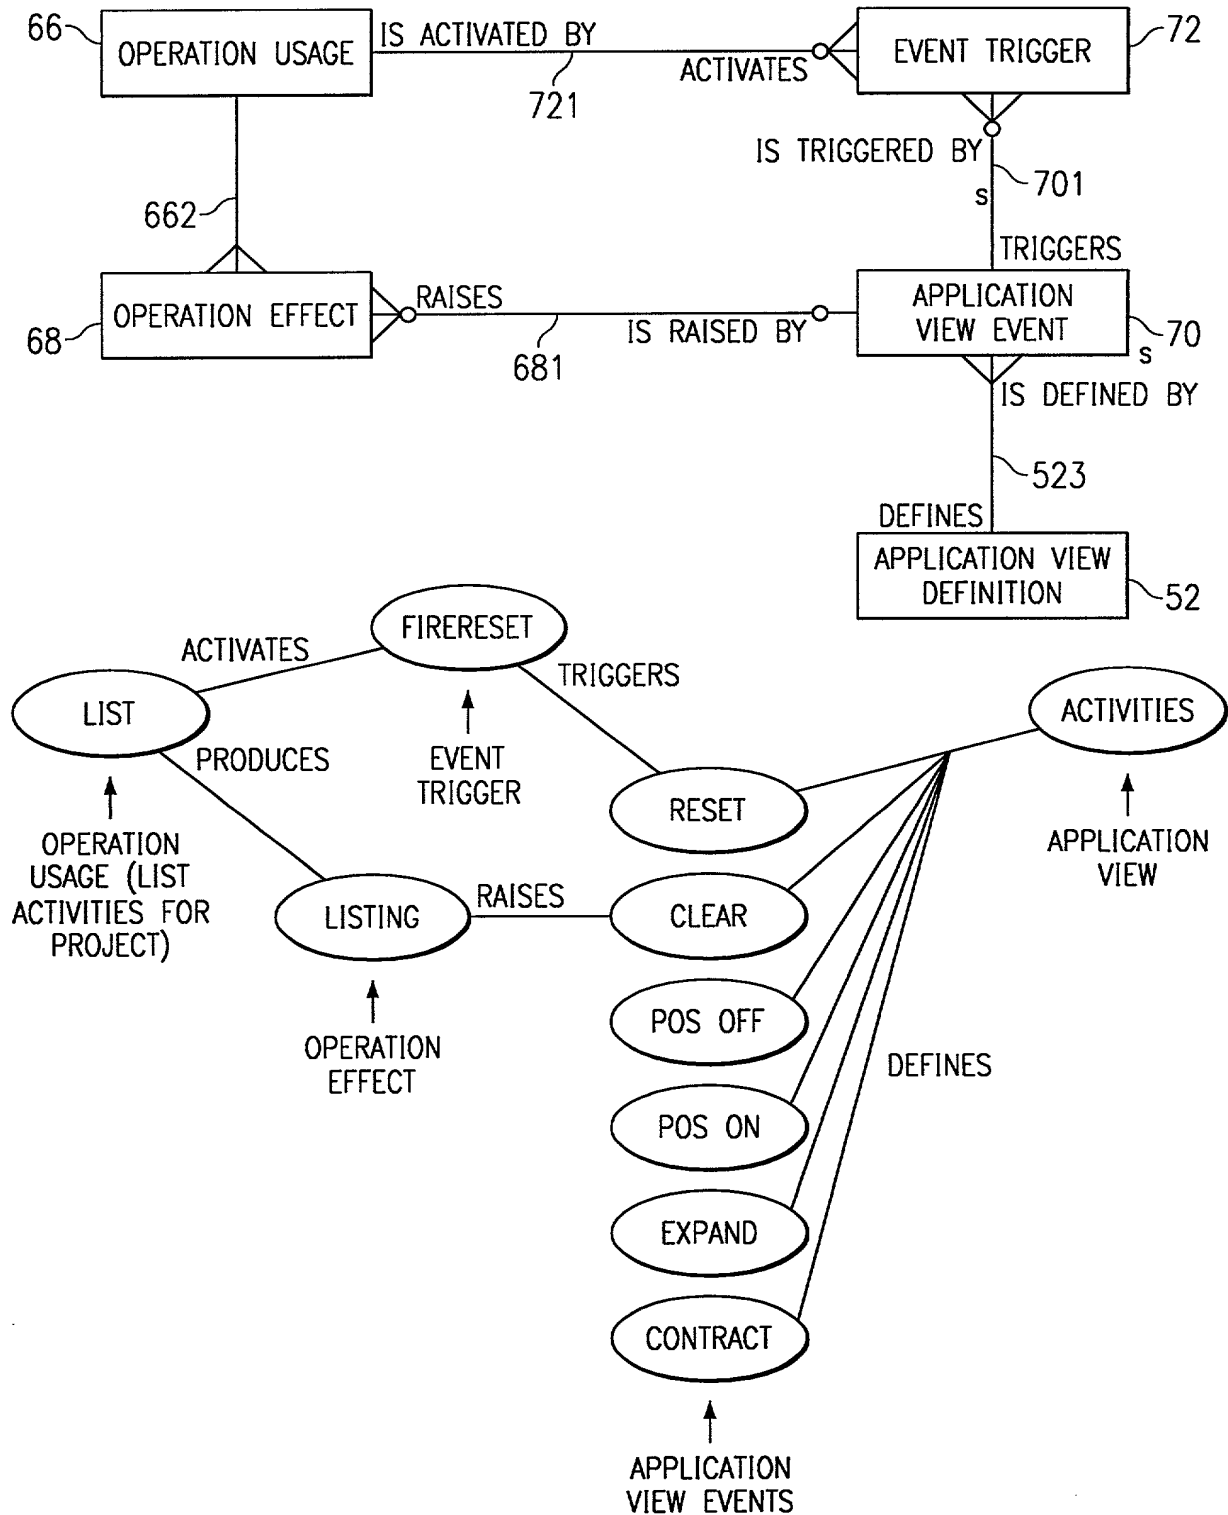 66
OPERATION USAGE
IS ACTIVATED BY
721
ACTIVATES
EVENT TRIGGER
72
IS TRIGGERED BY
701
s
TRIGGERS
662
68
OPERATION EFFECT
RAISES
681
IS RAISED BY
APPLICATION
VIEW EVENT
70
s
IS DEFINED BY
523
DEFINES
APPLICATION VIEW
DEFINITION
52
FIRERESET
ACTIVATES
TRIGGERS
LIST
ACTIVITIES
PRODUCES
EVENT
TRIGGER
RESET
OPERATION
USAGE (LIST
ACTIVITIES FOR
PROJECT)
APPLICATION
VIEW
LISTING
RAISES
CLEAR
OPERATION
EFFECT
POS OFF
DEFINES
POS ON
EXPAND
CONTRACT
APPLICATION
VIEW EVENTS